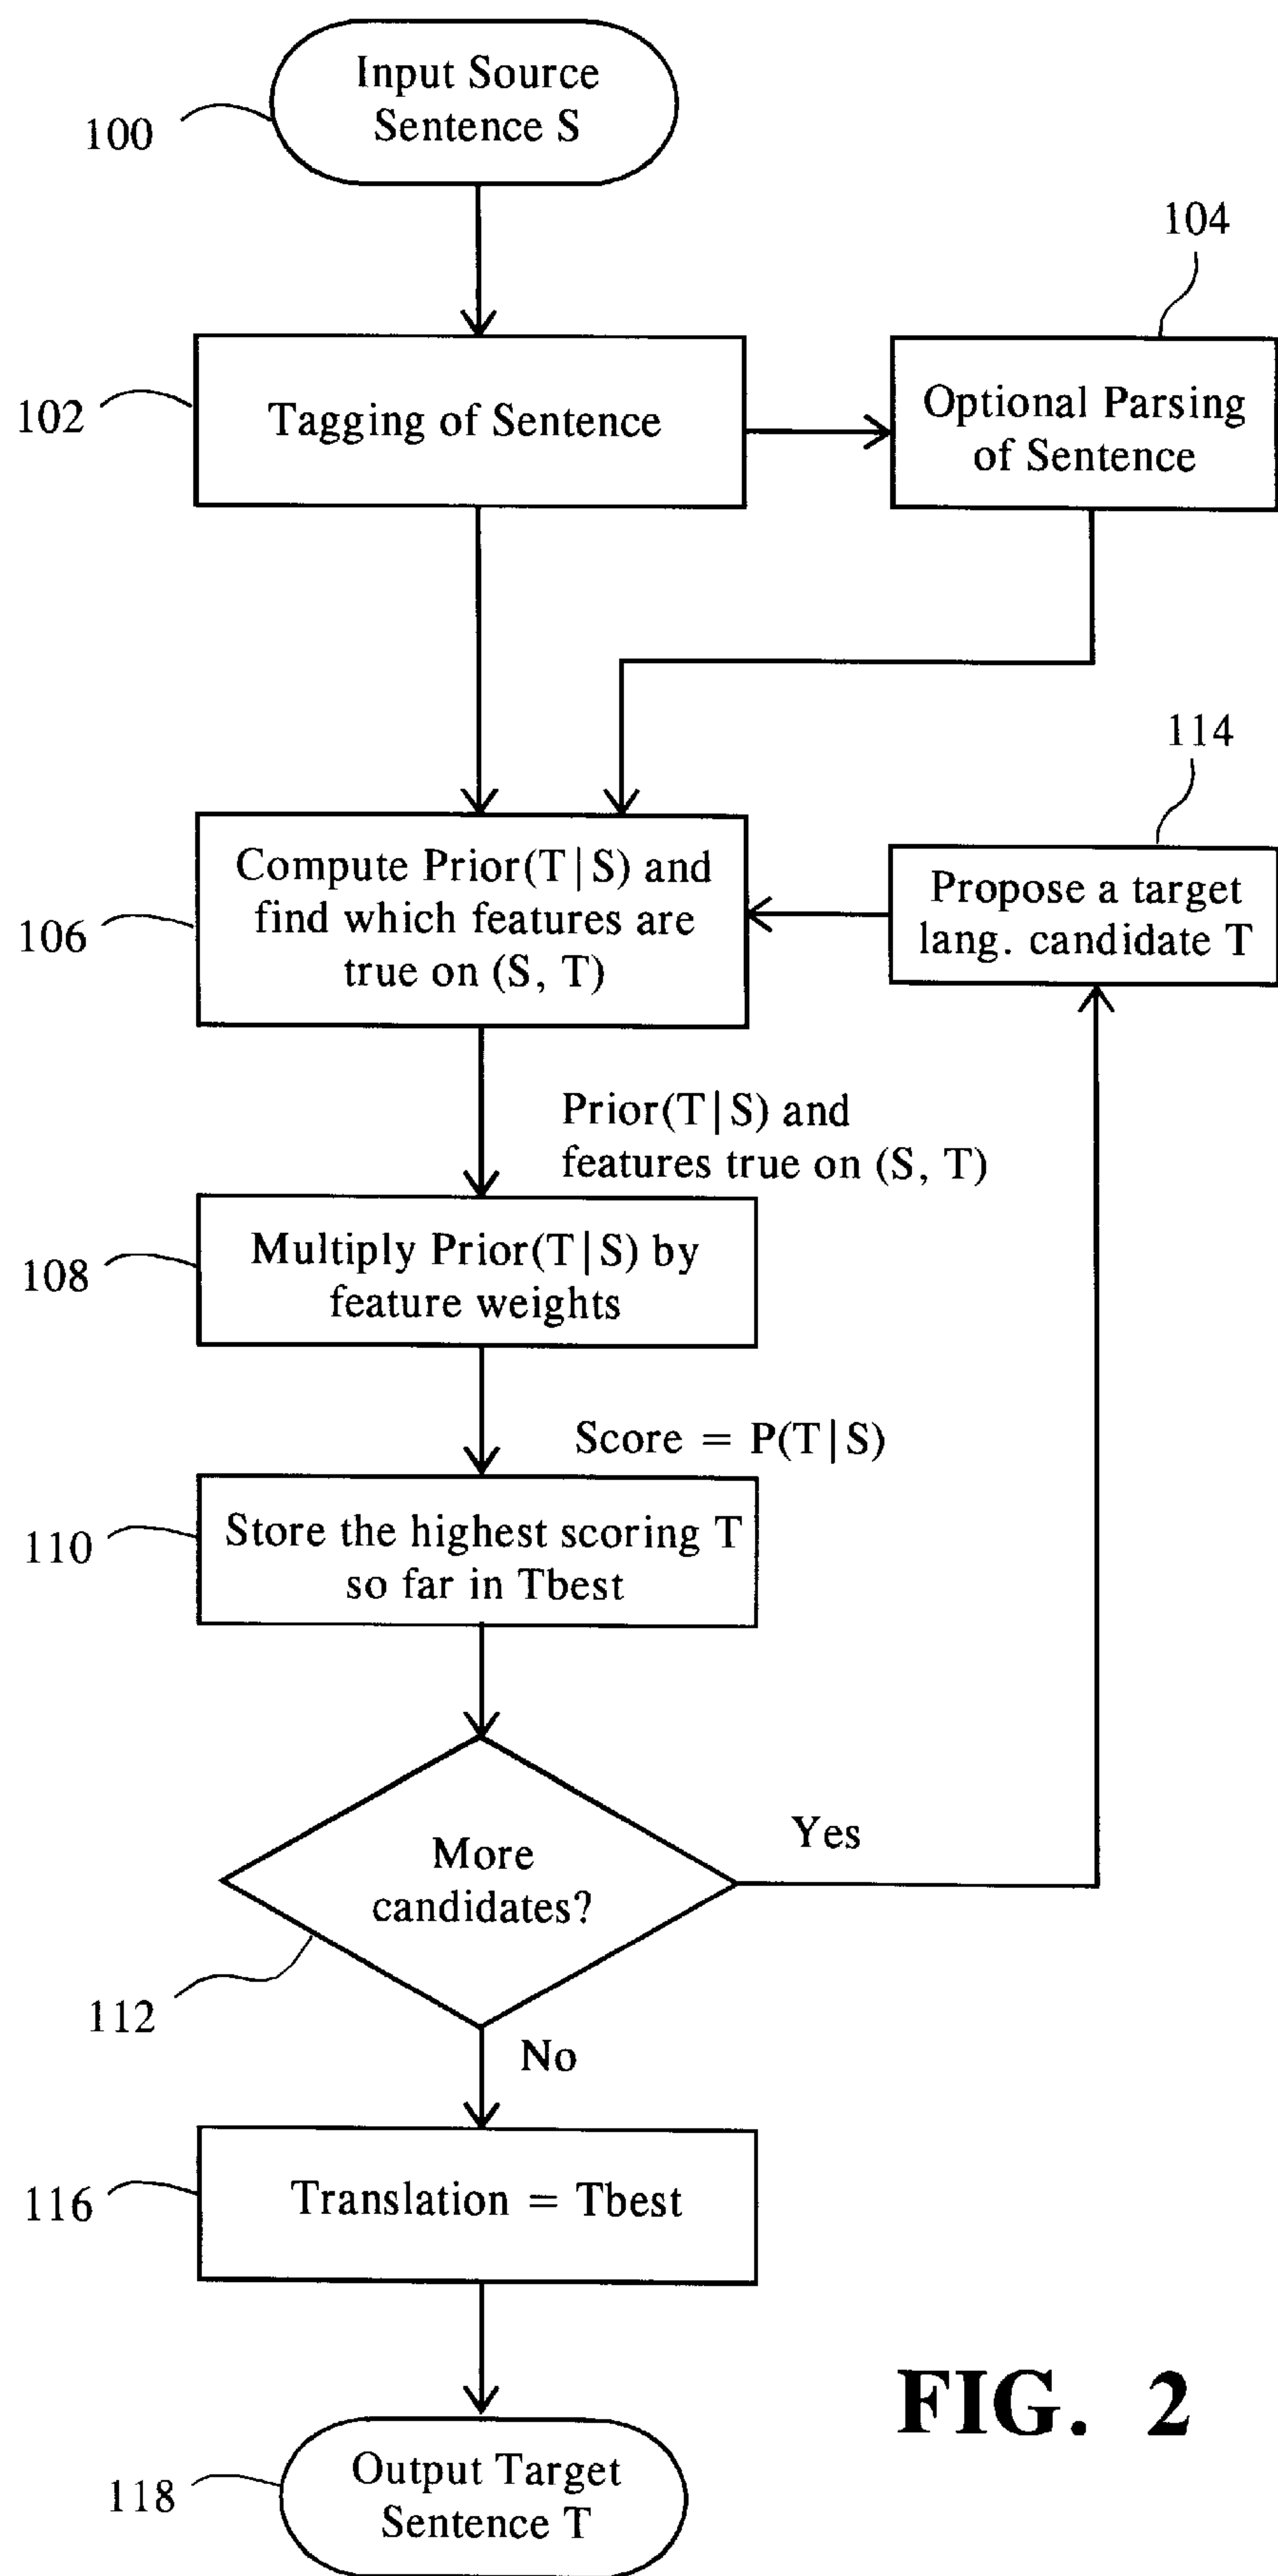 Input Source
Sentence S
100
104
102
Tagging of Sentence
Optional Parsing
of Sentence
114
106
Compute Prior(T|S) and
find which features are
true on (S, T)
Propose a target
lang. candidate T
Prior(T|S) and
features true on (S, T)
108
Multiply Prior(T|S) by
feature weights
Score = P(T|S)
110
Store the highest scoring T
so far in Tbest
More
candidates?
Yes
112
No
116
Translation = Tbest
FIG. 2
118
Output Target
Sentence T